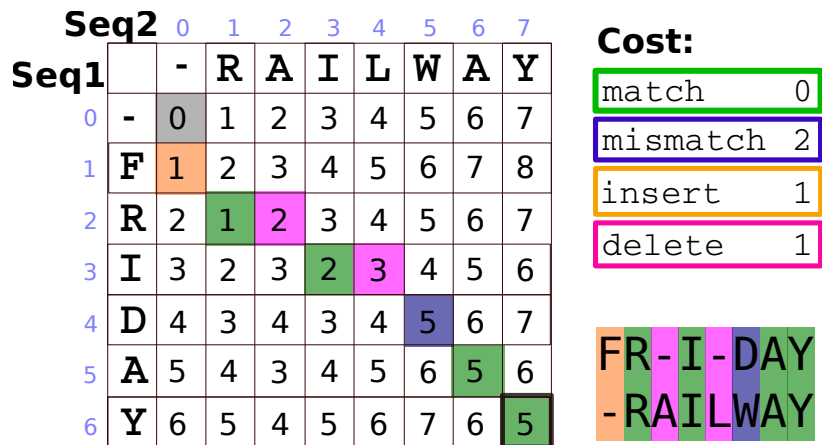 Seq2 0 1 2 3 4 5 6 7
Seq1 - R A I L W A Y
0 - 0 1 2 3 4 5 6 7
1 F 1 2 3 4 5 6 7 8
2 R 2 1 2 3 4 5 6 7
3 I 3 2 3 2 3 4 5 6
4 D 4 3 4 3 4 5 6 7
5 A 5 4 3 4 5 6 5 6
6 Y 6 5 4 5 6 7 6 5
Cost:
match 0
mismatch 2
insert 1
delete 1
FR-I-DAY
-RAILWAY